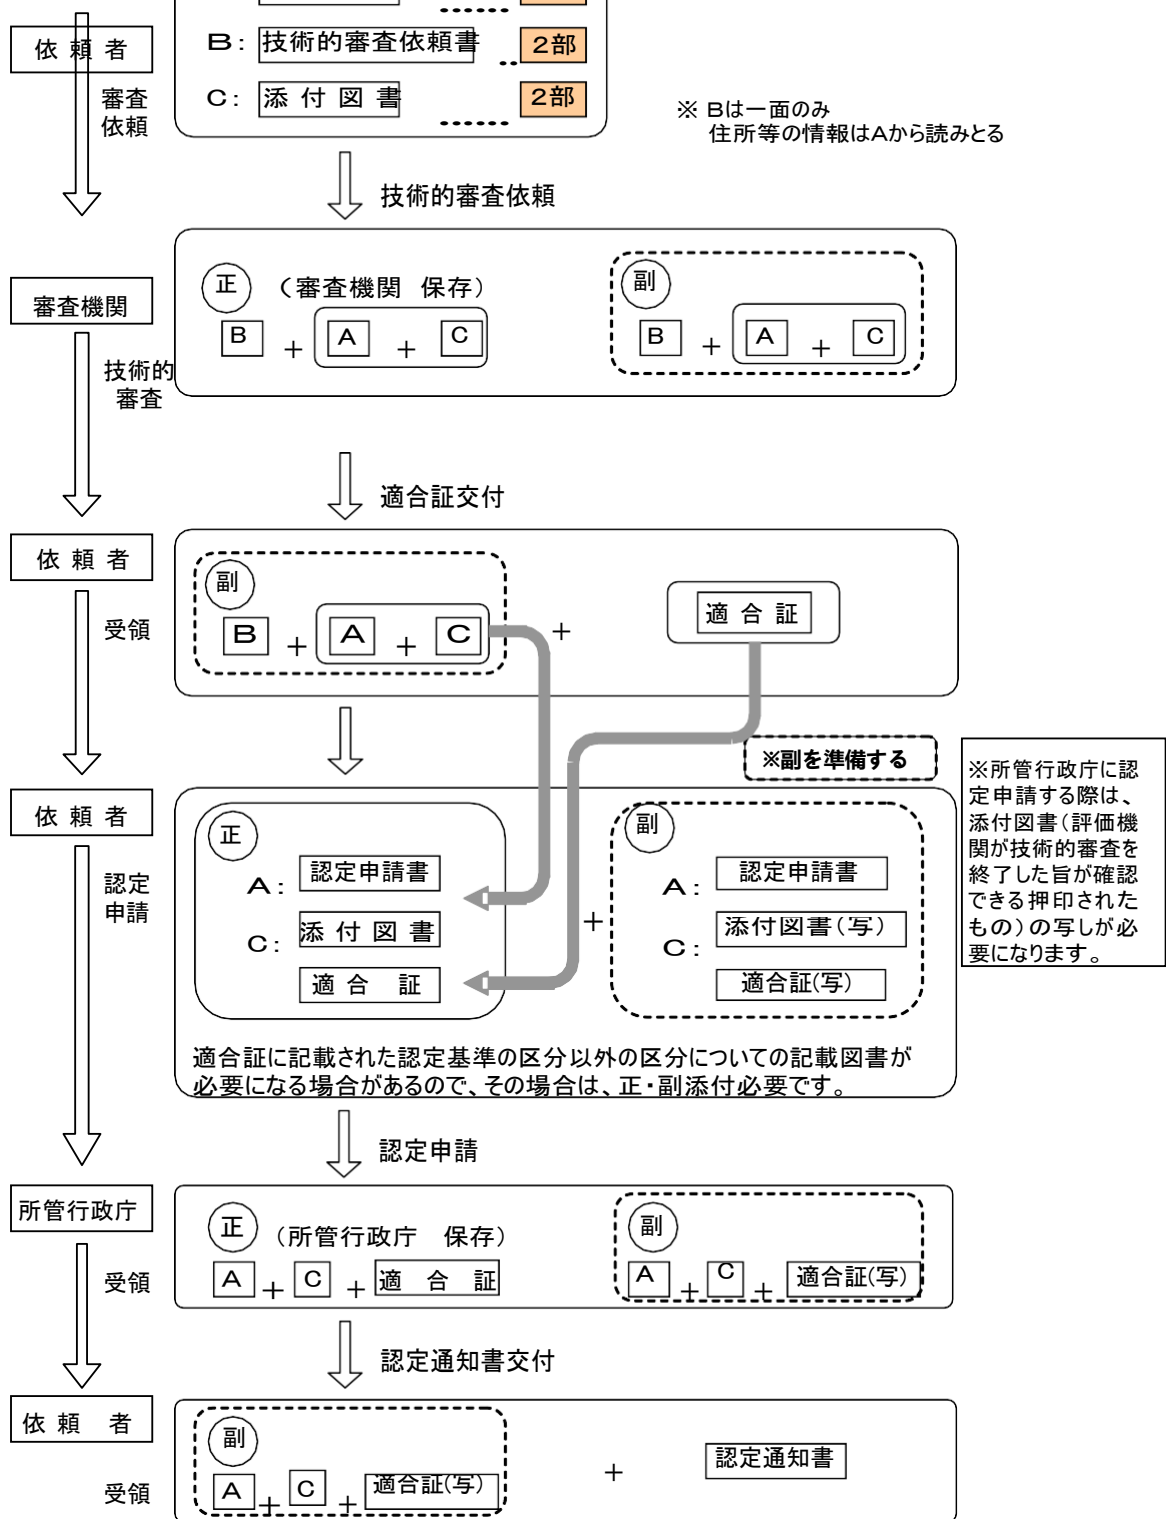 依 頼 者
B: 技術的審査依頼書 ‥ 2部
C: 添 付 図 書 …… 2部
審査
依頼
※ Bは一面のみ
住所等の情報はAから読みとる
技術的審査依頼
審査機関
正 (審査機関 保存)
B + A + C
副
B + A + C
技術的
審査
適合証交付
依 頼 者
受領
副
B + A + C
+
適 合 証
※副を準備する
※所管行政庁に認
定申請する際は、
添付図書(評価機
関が技術的審査を
終了した旨が確認
できる押印された
もの)の写しが必
要になります。
依 頼 者
認定
申請
正
A: 認定申請書
C: 添 付 図 書
適 合 証
+
副
A: 認定申請書
C: 添付図書(写)
適合証(写)
適合証に記載された認定基準の区分以外の区分についての記載図書が
必要になる場合があるので、その場合は、正・副添付必要です。
認定申請
所管行政庁
受領
正 (所管行政庁 保存)
A + C + 適 合 証
副
A + C + 適合証(写)
認定通知書交付
依 頼 者
受領
副
A + C + 適合証(写)
+
認定通知書